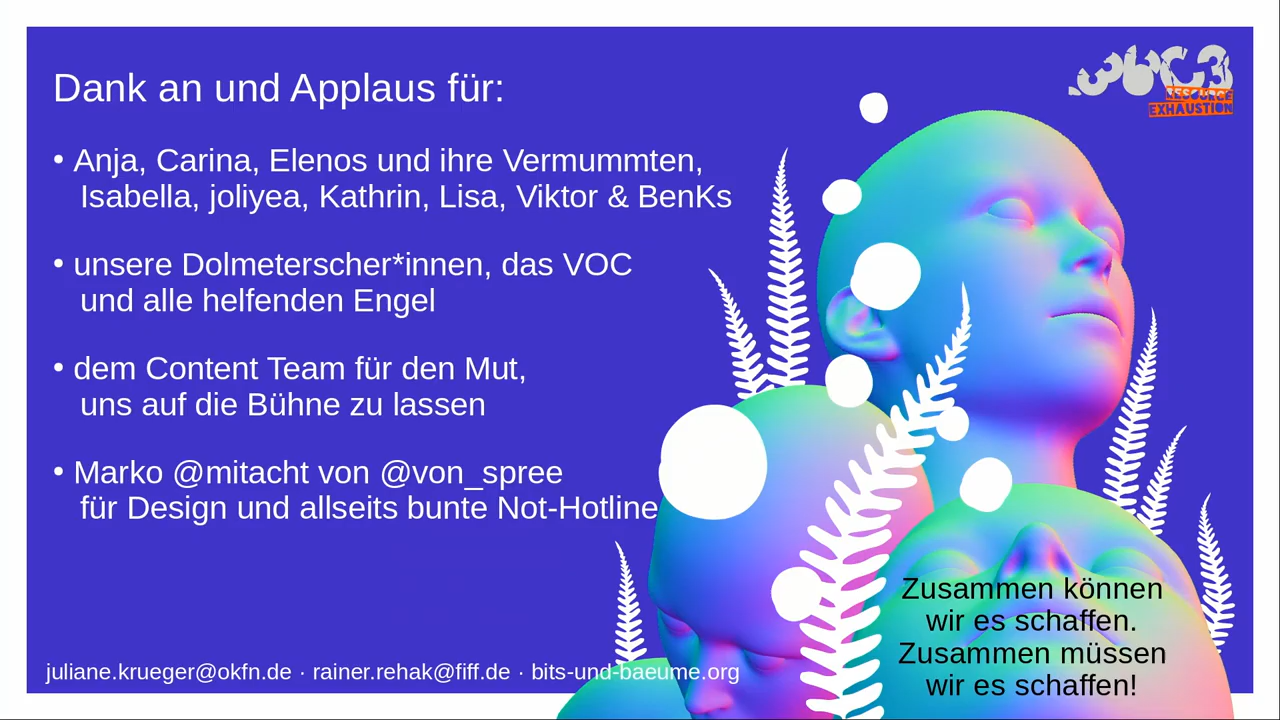 36C3
RESOURCE
EXHAUSTION
Dank an und Applaus für:
• Anja, Carina, Elenos und ihre Vermummten,
Isabella, joliyea, Kathrin, Lisa, Viktor & BenKs
• unsere Dolmeterscher*innen, das VOC
und alle helfenden Engel
• dem Content Team für den Mut,
uns auf die Bühne zu lassen
• Marko @mitacht von @von_spree
für Design und allseits bunte Not-Hotline
Zusammen können
wir es schaffen.
Zusammen müssen
wir es schaffen!
juliane.krueger@okfn.de · rainer.rehak@fiff.de · bits-und-baeume.org